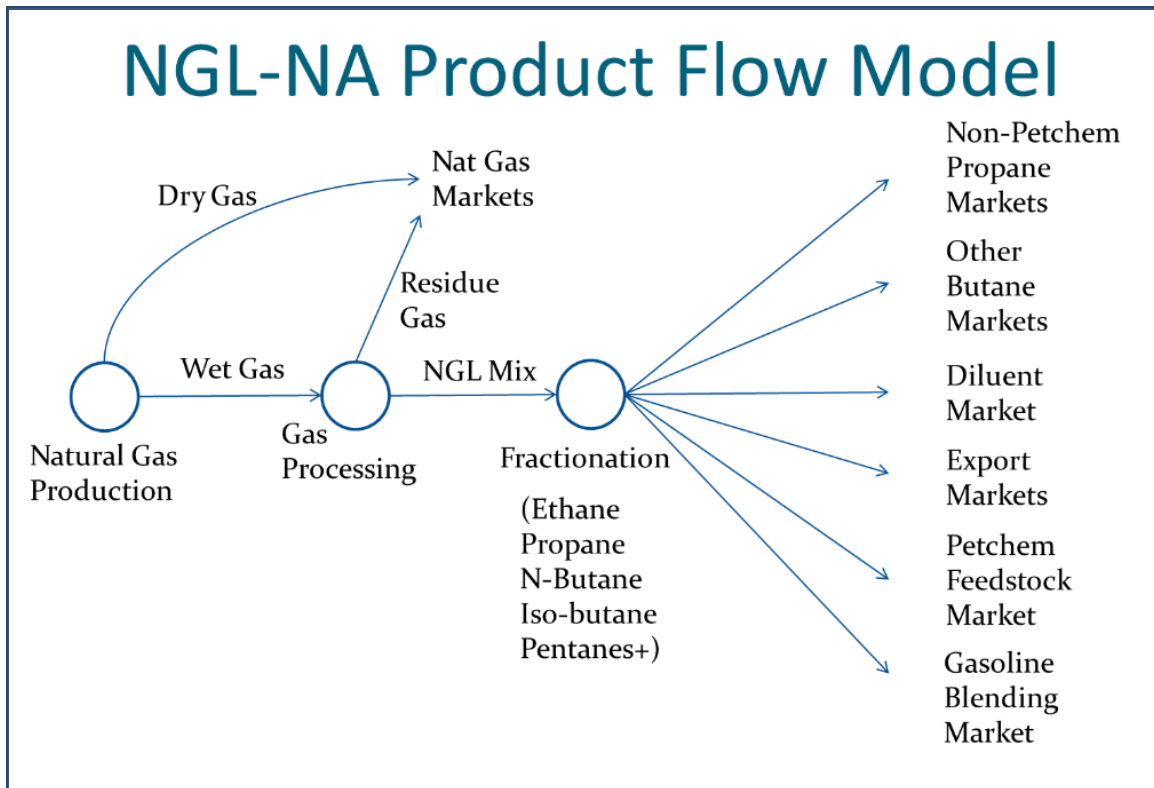 NGL-NA Product Flow Model
Dry Gas
Nat Gas
Markets
Residue
Gas
Wet Gas
NGL Mix
Natural Gas
Production
Gas
Processing
Fractionation
(Ethane
Propane
N-Butane
Iso-butane
Pentanes+)
Non-Petchem
Propane
Markets
Other
Butane
Markets
Diluent
Market
Export
Markets
Petchem
Feedstock
Market
Gasoline
Blending
Market